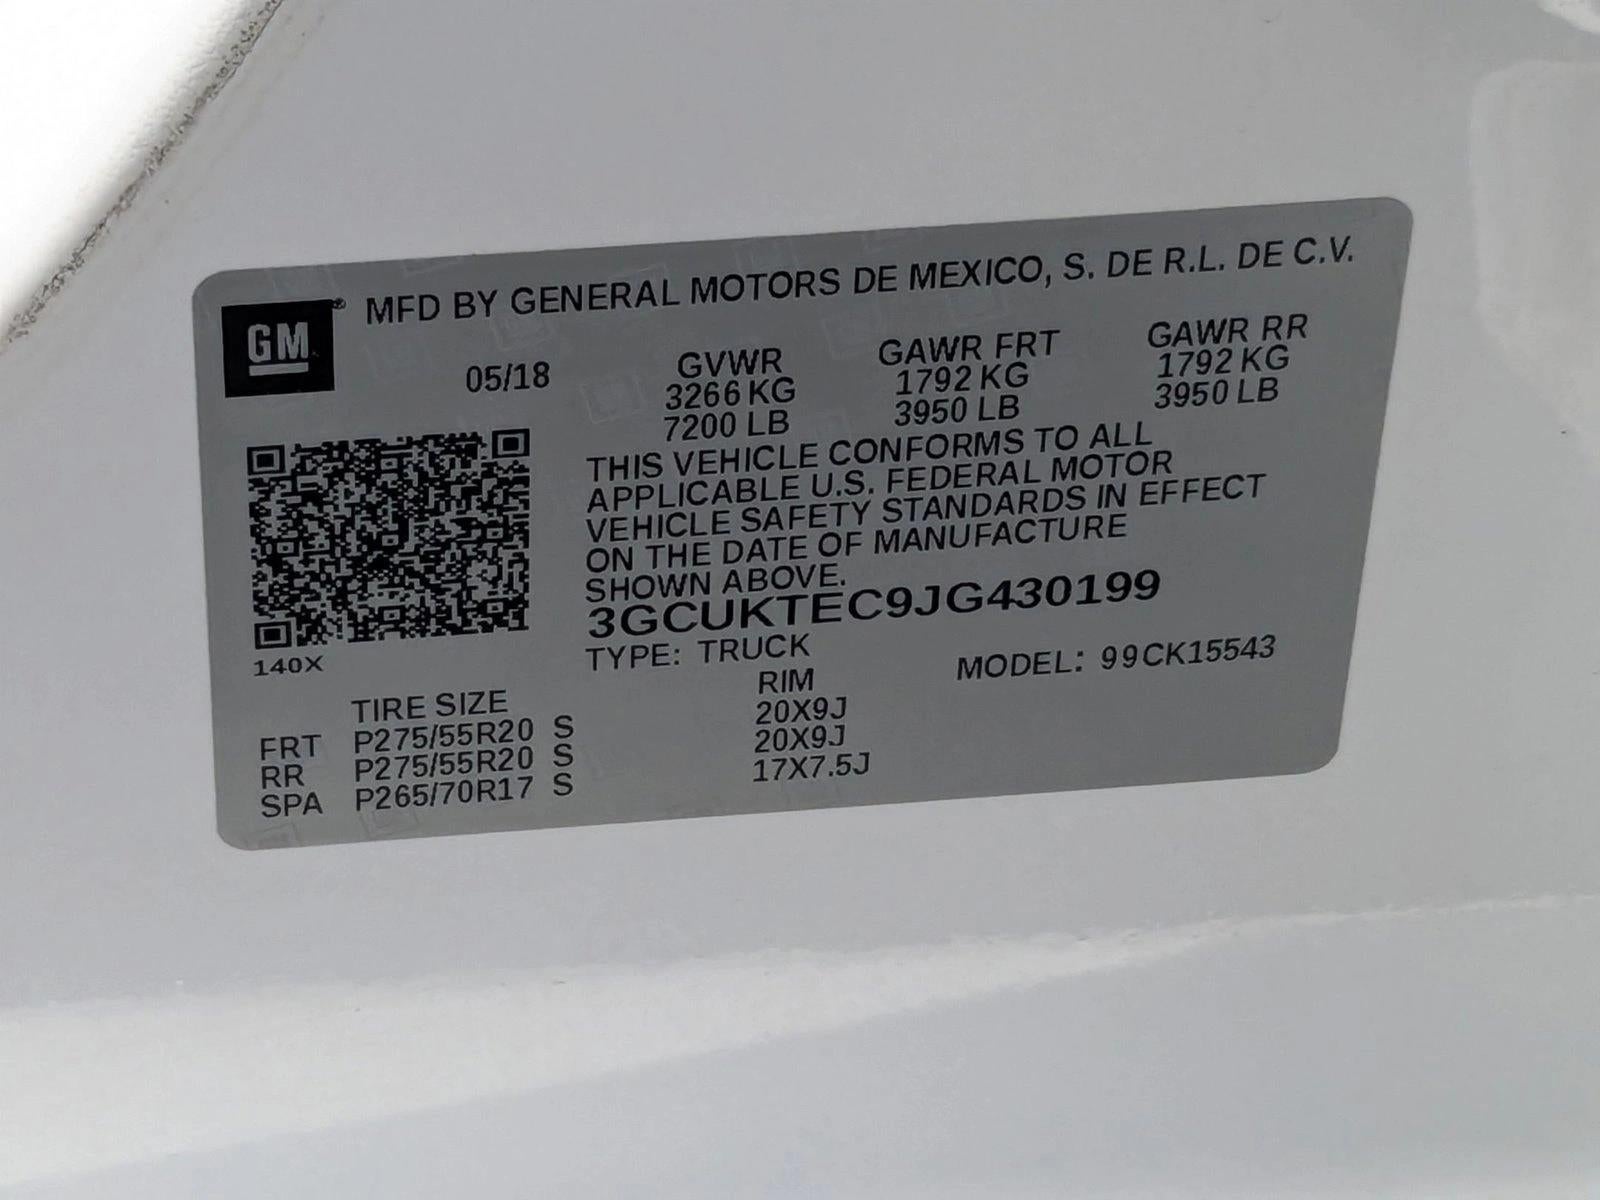 GM ® MFD BY GENERAL MOTORS DE MEXICO, S. DE R.L. DE C.V.
05/18 GVWR GAWR FRT GAWR RR
3266 KG 1792 KG 1792 KG
7200 LB 3950 LB 3950 LB
THIS VEHICLE CONFORMS TO ALL
APPLICABLE U.S. FEDERAL MOTOR
VEHICLE SAFETY STANDARDS IN EFFECT
ON THE DATE OF MANUFACTURE
SHOWN ABOVE.
3GCUKTEC9JG430199
140X TYPE: TRUCK MODEL: 99CK15543
TIRE SIZE RIM
FRT P275/55R20 S 20X9J
RR P275/55R20 S 20X9J
SPA P265/70R17 S 17X7.5J